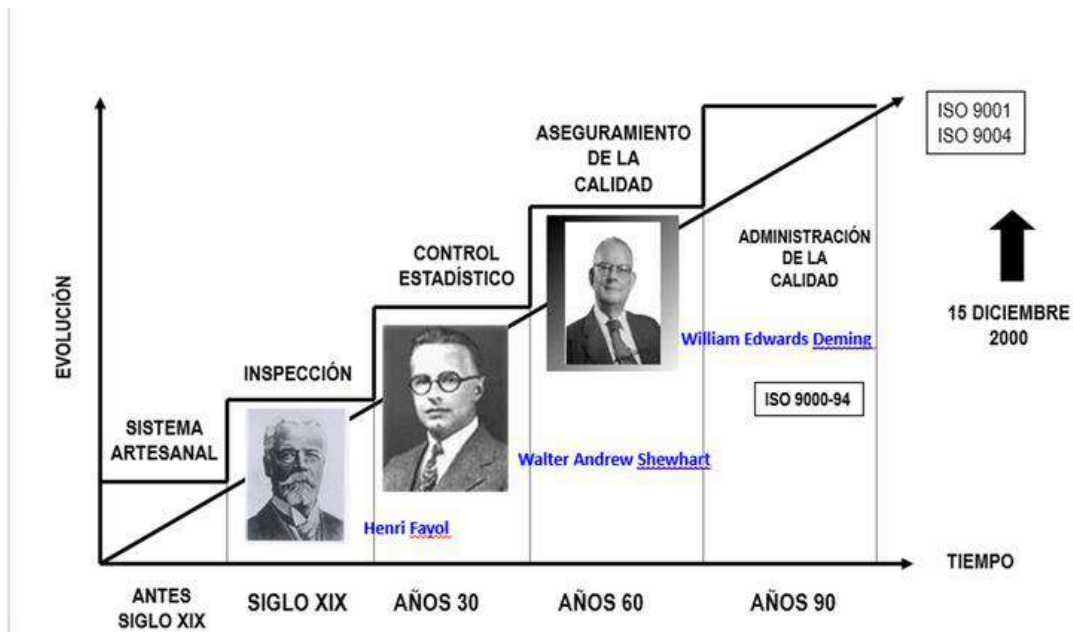 ISO 9001
ISO 9004
ASEGURAMIENTO
DE LA
CALIDAD
ADMINISTRACIÓN
DE LA
CALIDAD
CONTROL
ESTADÍSTICO
EVOLUCIÓN
15 DICIEMBRE
2000
William Edwards Deming
INSPECCIÓN
ISO 9000-94
SISTEMA
ARTESANAL
Walter Andrew Shewhart
Henri Fayol
TIEMPO
ANTES
SIGLO XIX
SIGLO XIX
AÑOS 30
AÑOS 60
AÑOS 90